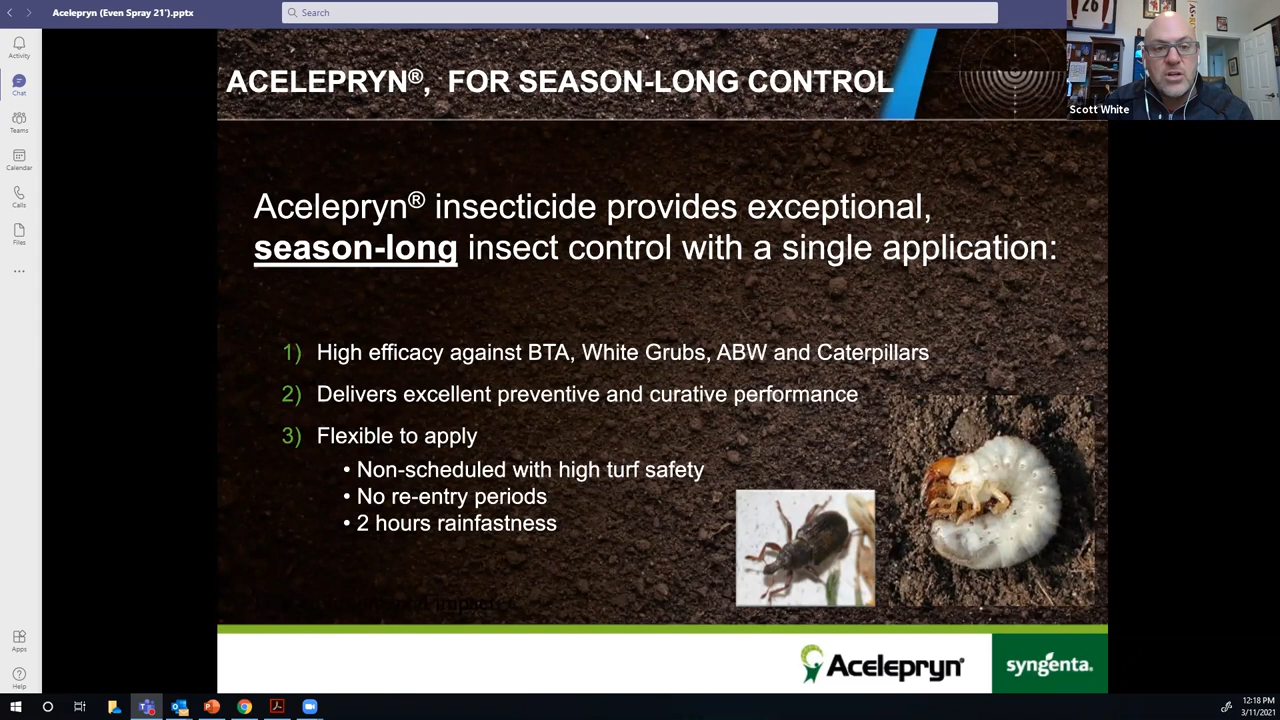 Acelepryn (Even Spray 21').pptx
Search
26
Activity
Chat
Teams
Calendar
Calls
Files
Apps
Help
Scott White
ACELEPRYN®, FOR SEASON-LONG CONTROL
Acelepryn® insecticide provides exceptional,
season-long insect control with a single application:
1) High efficacy against BTA, White Grubs, ABW and Caterpillars
2) Delivers excellent preventive and curative performance
3) Flexible to apply
• Non-scheduled with high turf safety
• No re-entry periods
• 2 hours rainfastness
Acelepryn®
syngenta.
12:18 PM
3/11/2021